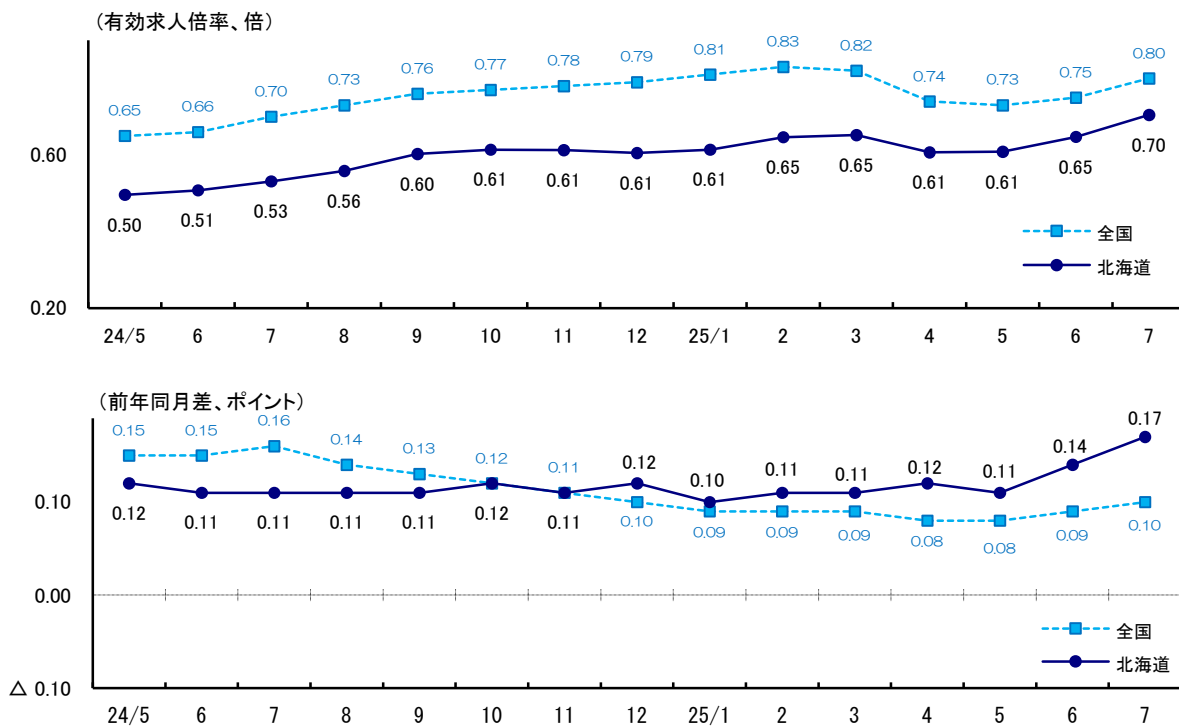 （有効求人倍率、倍）
0.65 0.66 0.70 0.73 0.76 0.77 0.78 0.79 0.81 0.83 0.82 0.74 0.73 0.75 0.80
0.60
0.50 0.51 0.53 0.56 0.60 0.61 0.61 0.61 0.61 0.65 0.65 0.61 0.61 0.65 0.70
全国
北海道
0.20
24/5 6 7 8 9 10 11 12 25/1 2 3 4 5 6 7
（前年同月差、ポイント）
0.15 0.15 0.16 0.14 0.13 0.12 0.11 0.12 0.10 0.11 0.11 0.12 0.11 0.14 0.17
0.10
0.12 0.11 0.11 0.11 0.11 0.12 0.11 0.10 0.09 0.09 0.09 0.08 0.08 0.09 0.10
0.00
全国
北海道
△ 0.10
24/5 6 7 8 9 10 11 12 25/1 2 3 4 5 6 7